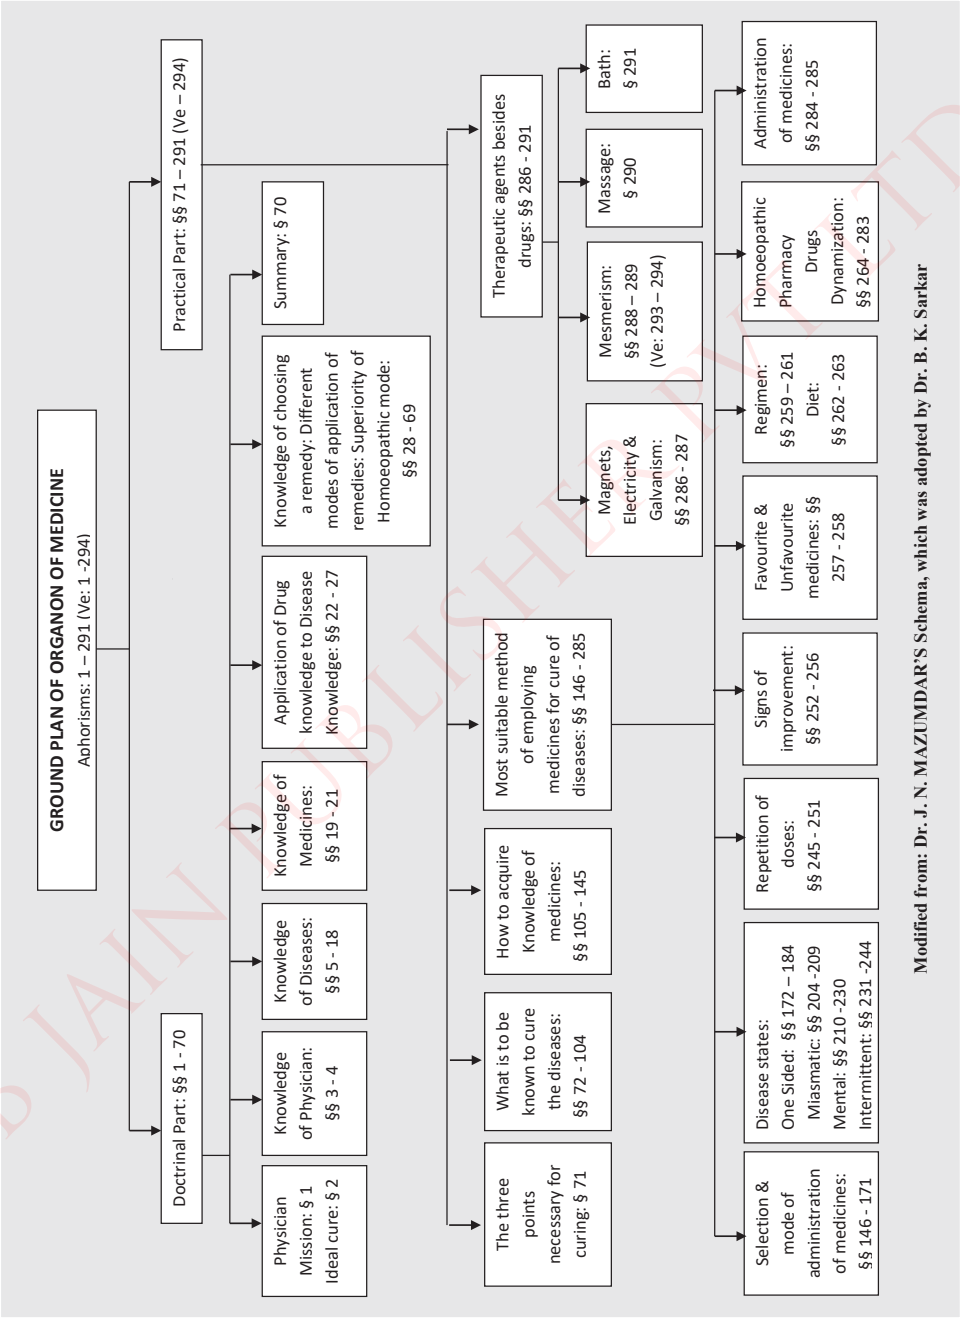 GROUND PLAN OF ORGANON OF MEDICINE
Aphorisms: 1 – 291 (Ve: 1 -294)
Doctrinal Part: §§ 1 - 70
Practical Part: §§ 71 – 291 (Ve – 294)
Physician
Mission: § 1
Ideal cure: § 2
Knowledge
of Physician:
§§ 3 - 4
Knowledge
of Diseases:
§§ 5 - 18
Knowledge of
Medicines:
§§ 19 - 21
Application of Drug
knowledge to Disease
Knowledge: §§ 22 - 27
Knowledge of choosing
a remedy: Different
modes of application of
remedies: Superiority of
Homoeopathic mode:
§§ 28 - 69
Summary: § 70
The three
points
necessary for
curing: § 71
What is to be
known to cure
the diseases:
§§ 72 - 104
How to acquire
Knowledge of
medicines:
§§ 105 - 145
Most suitable method
of employing
medicines for cure of
diseases: §§ 146 - 285
Therapeutic agents besides
drugs: §§ 286 - 291
Magnets,
Electricity &
Galvanism:
§§ 286 - 287
Mesmerism:
§§ 288 – 289
(Ve: 293 – 294)
Massage:
§ 290
Bath:
§ 291
Selection &
mode of
administration
of medicines:
§§ 146 - 171
Disease states:
One Sided: §§ 172 – 184
Miasmatic: §§ 204 -209
Mental: §§ 210 -230
Intermittent: §§ 231 -244
Repetition of
doses:
§§ 245 - 251
Signs of
improvement:
§§ 252 - 256
Favourite &
Unfavourite
medicines: §§
257 - 258
Regimen:
§§ 259 – 261
Diet:
§§ 262 - 263
Homoeopathic
Pharmacy
Drugs
Dynamization:
§§ 264 - 283
Administration
of medicines:
§§ 284 - 285
Modified from: Dr. J. N. MAZUMDAR'S Schema, which was adopted by Dr. B. K. Sarkar
B JAIN PUBLISHER PVT LTD